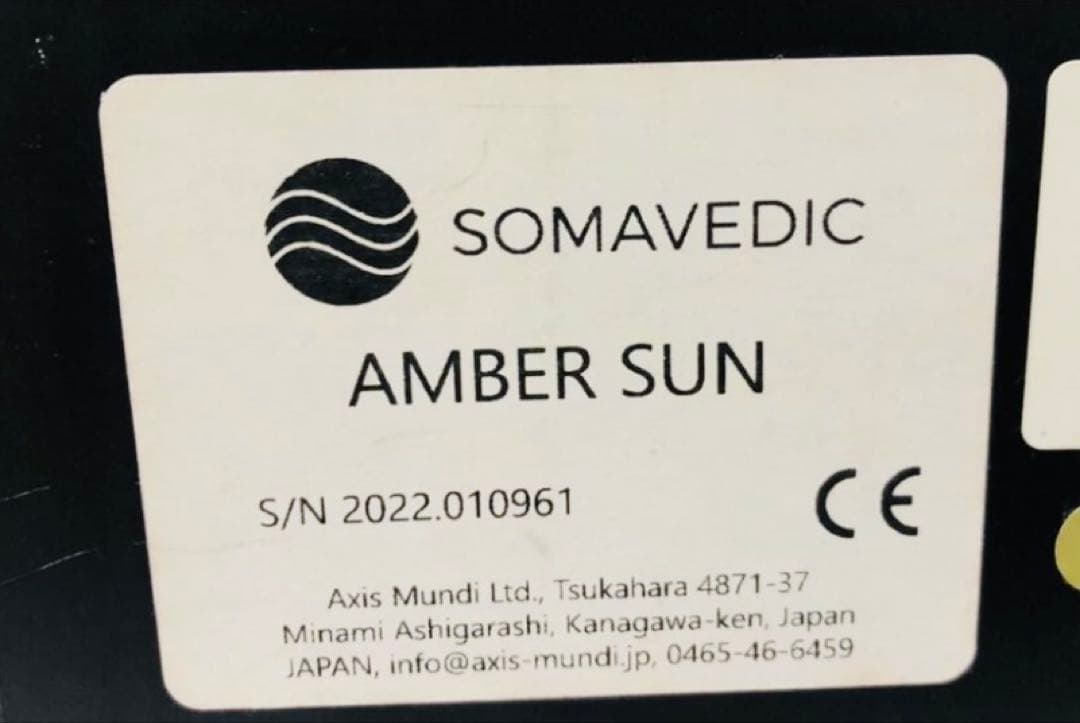 SOMAVEDIC
AMBER SUN
S/N 2022.010961
CE
Axis Mundi Ltd., Tsukahara 4871-37
Minami Ashigarashi, Kanagawa-ken, Japan
JAPAN, info@axis-mundi.jp, 0465-46-6459